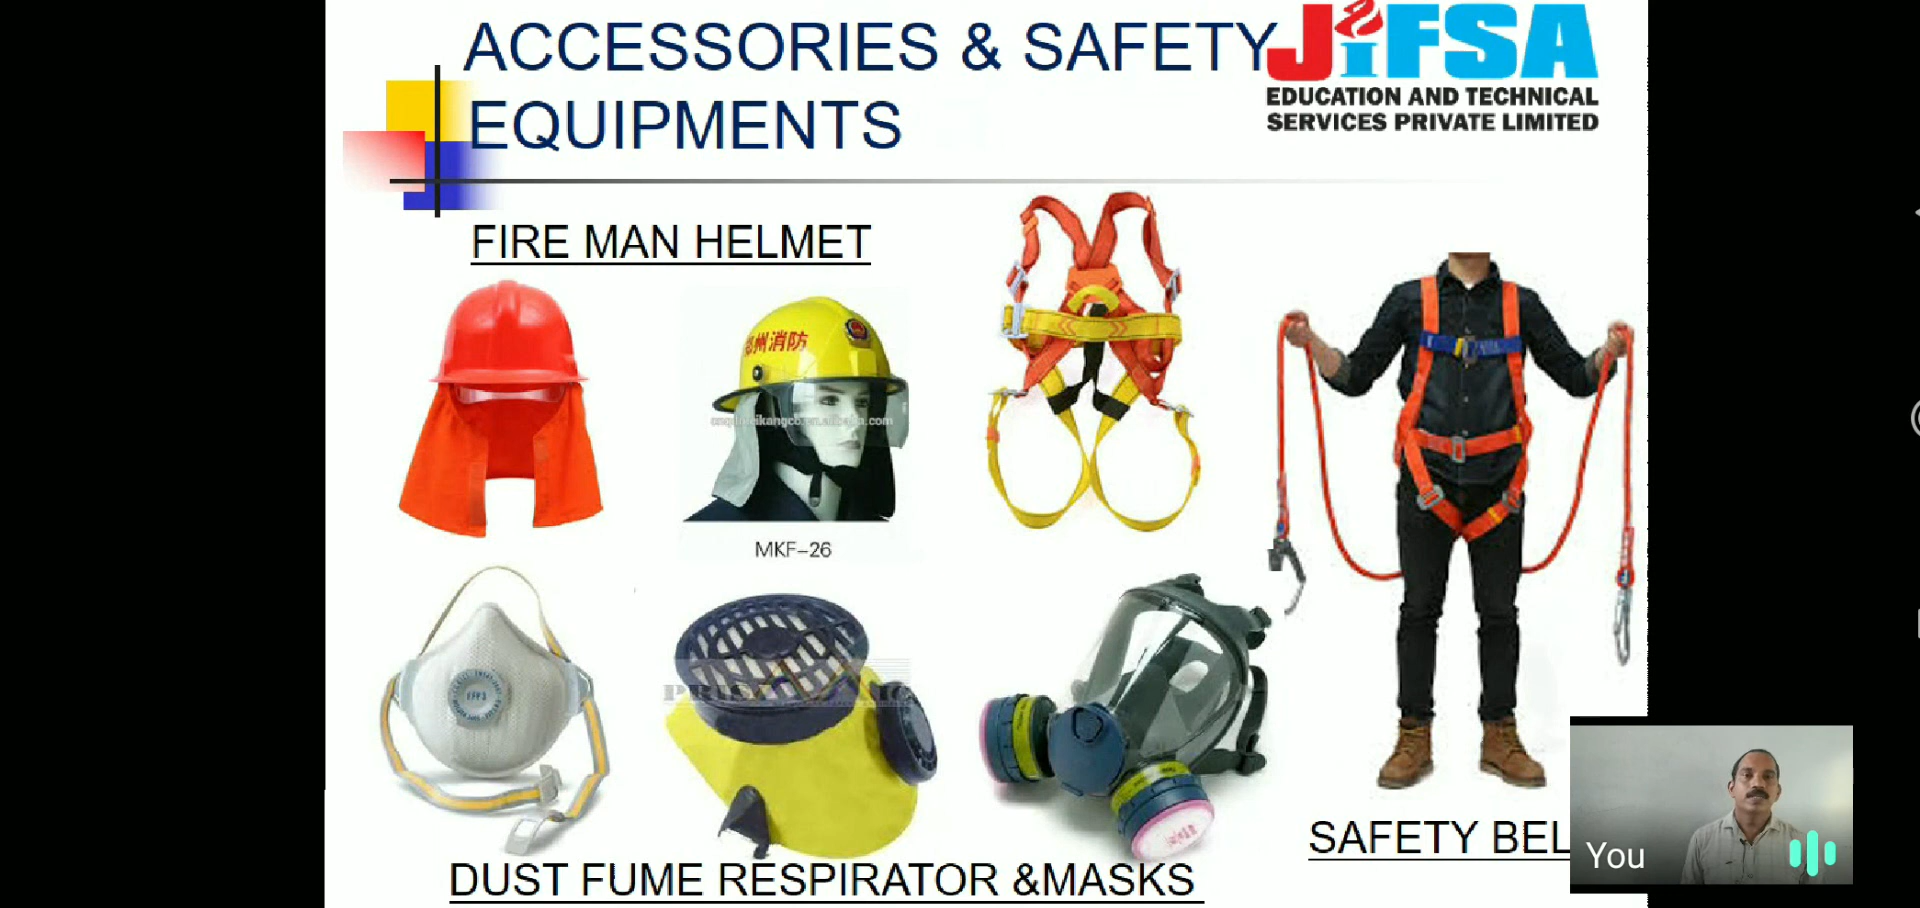 ACCESSORIES & SAFETY
EQUIPMENTS
JiFSA
EDUCATION AND TECHNICAL
SERVICES PRIVATE LIMITED
FIRE MAN HELMET
州消防
MKF-26
DUST FUME RESPIRATOR &MASKS
SAFETY BEL
You